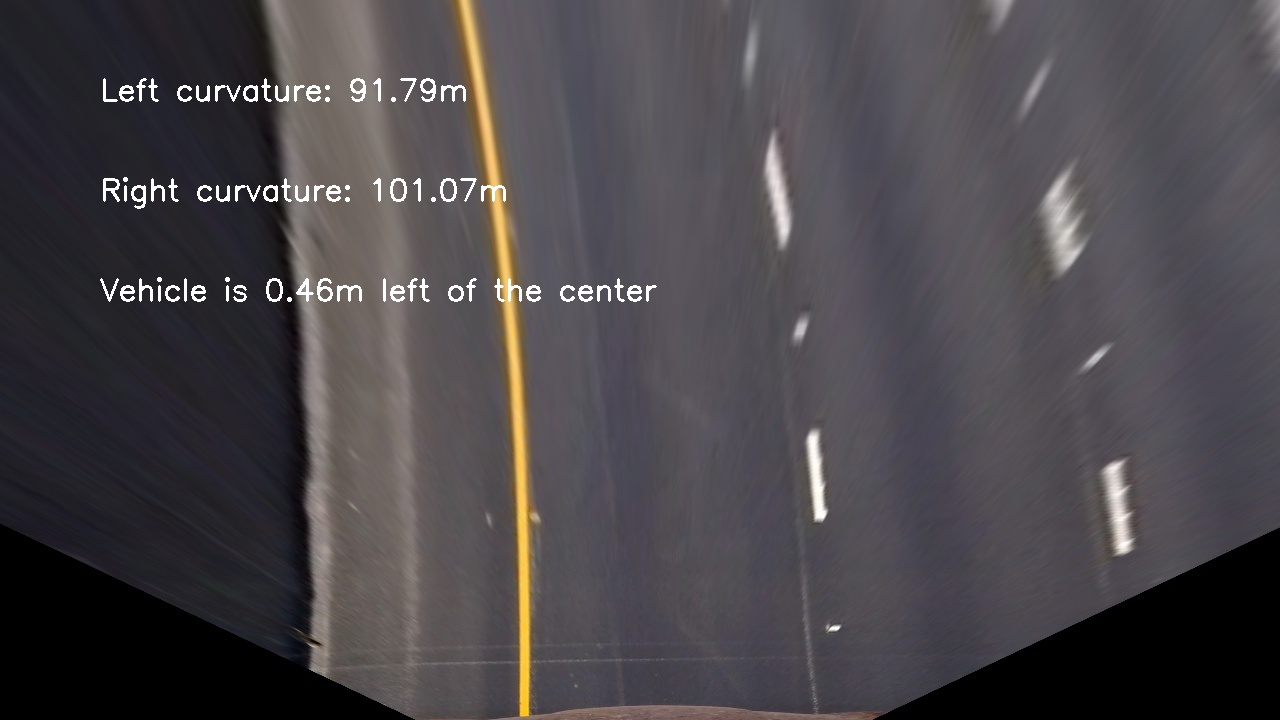 Left curvature: 91.79m
Right curvature: 101.07m
Vehicle is 0.46m left of the center